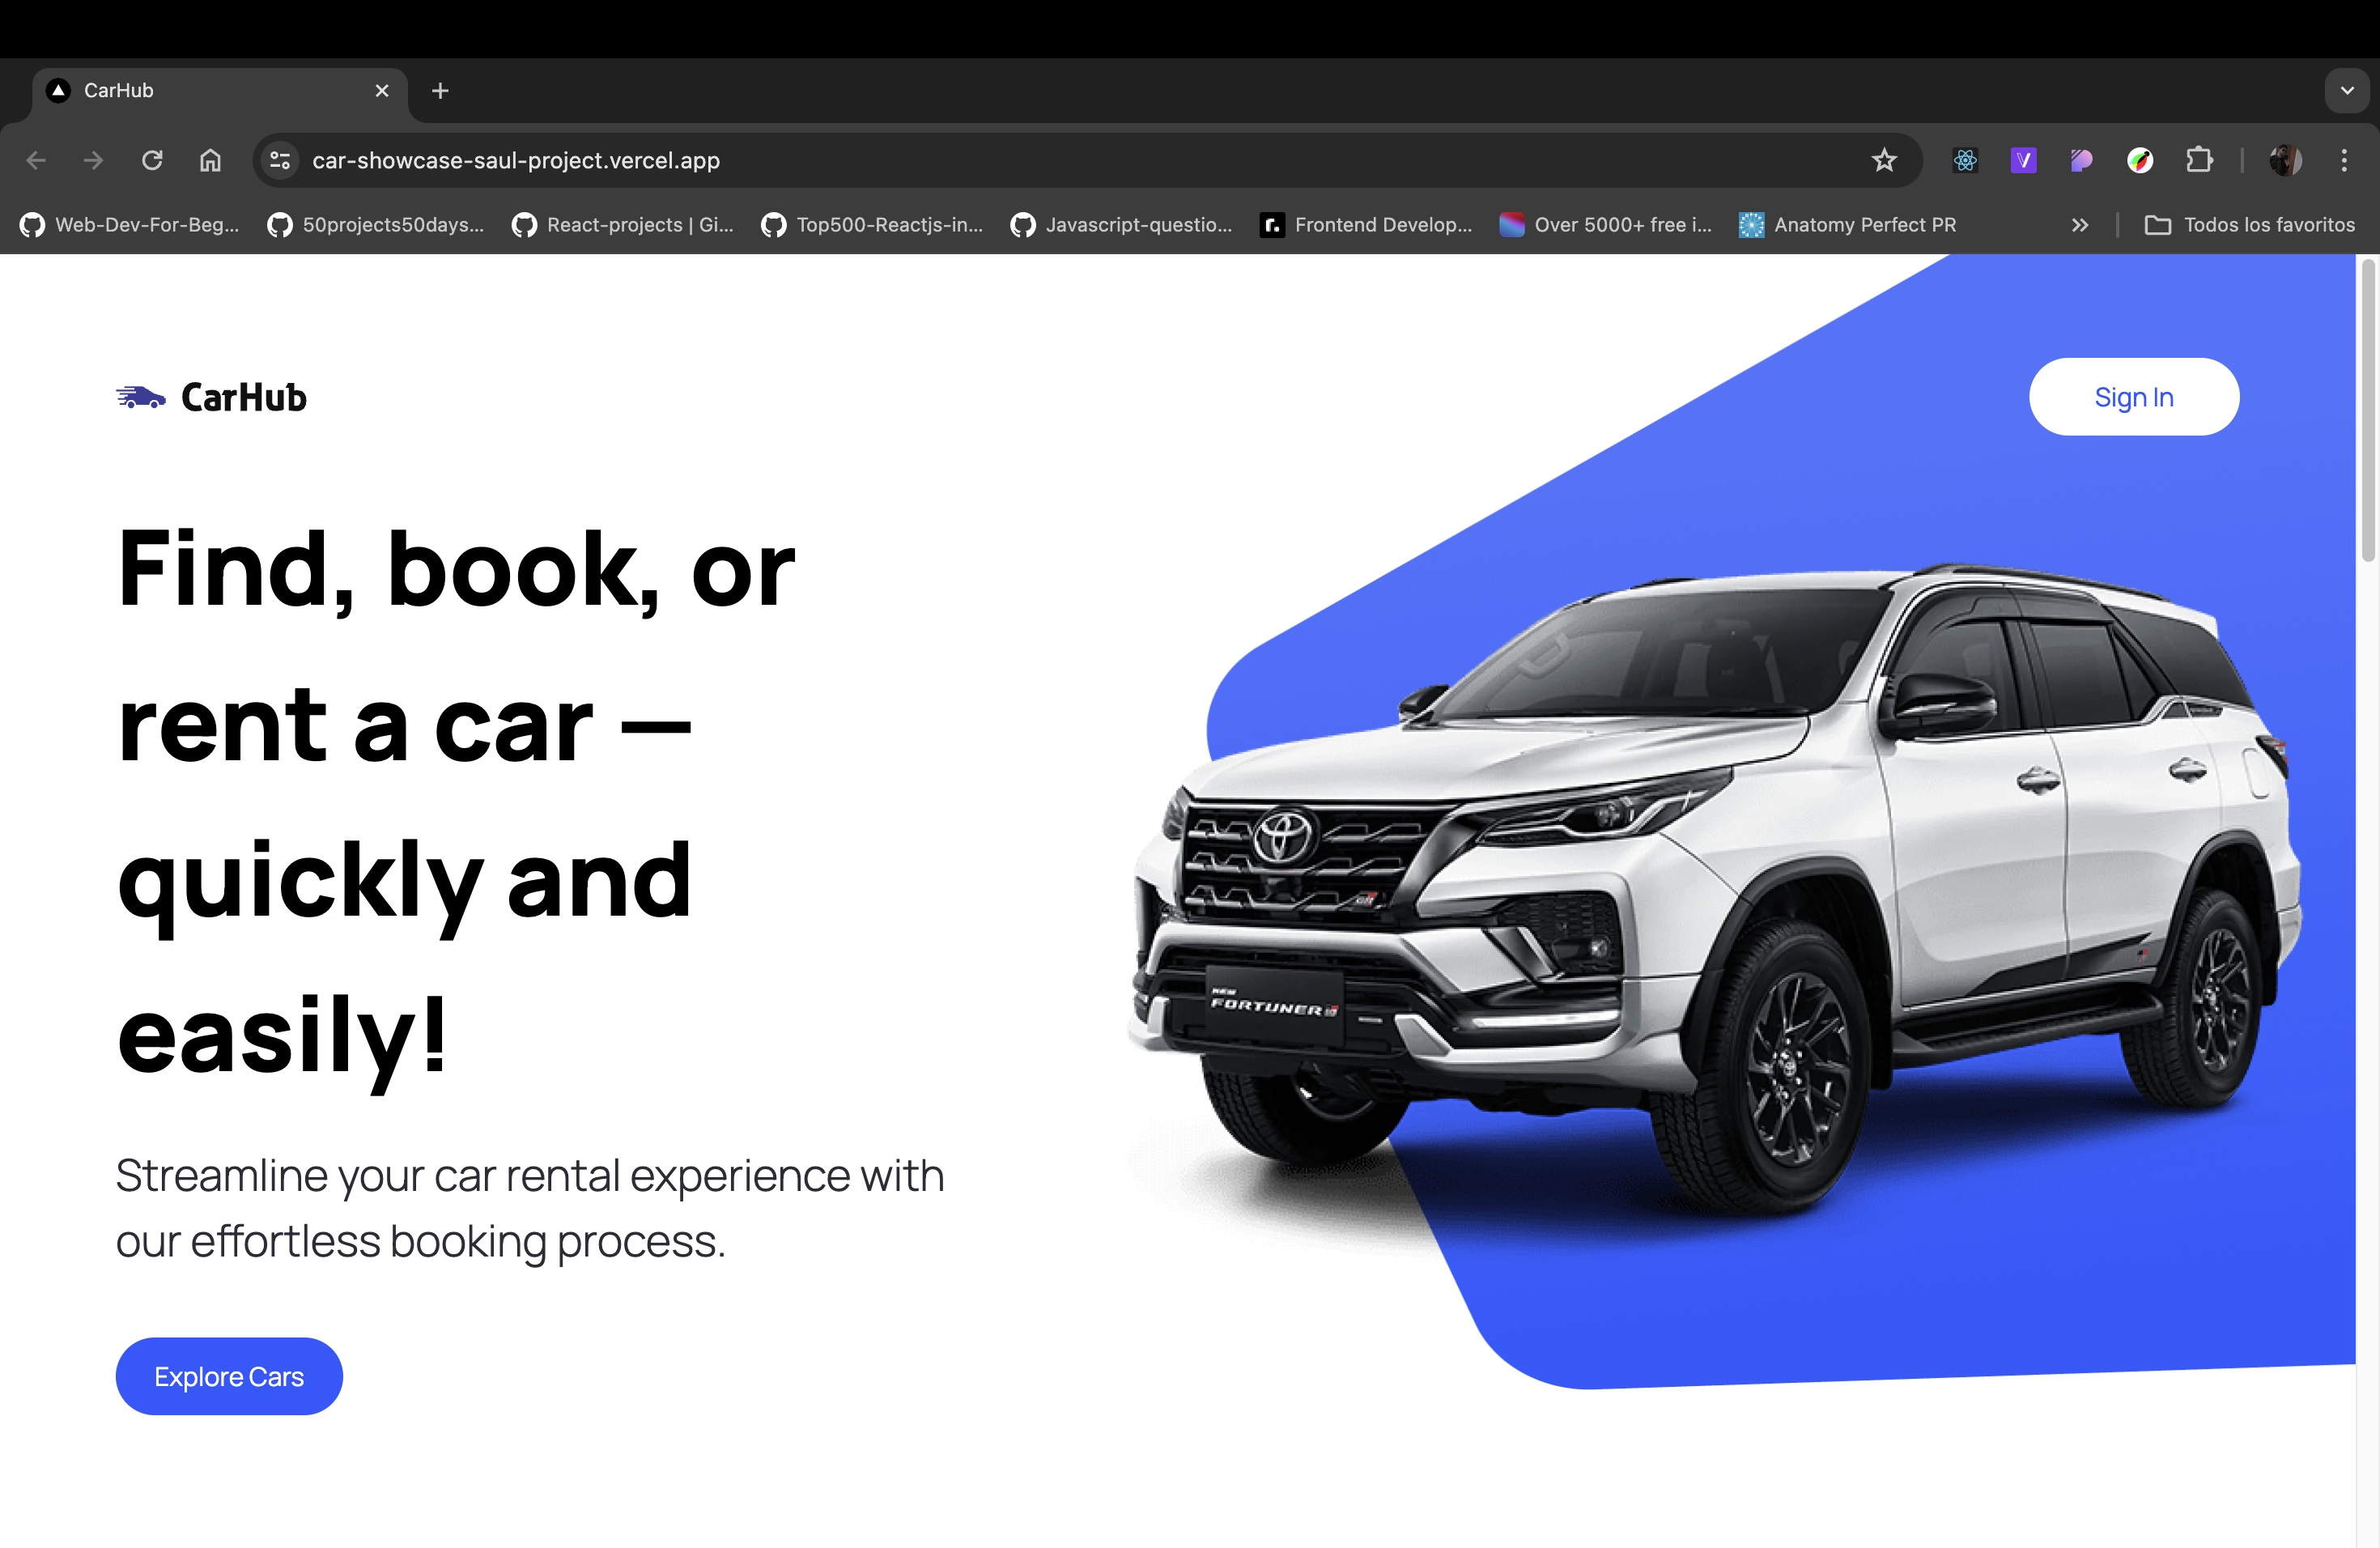 CarHub
car-showcase-saul-project.vercel.app
Web-Dev-For-Beg... 50projects50days... React-projects | Gi... Top500-Reactjs-in... Javascript-questio... Frontend Develop... Over 5000+ free i... Anatomy Perfect PR Todos los favoritos
CarHub
Sign In
Find, book, or
rent a car —
quickly and
easily!
NEW
FORTUNER
Streamline your car rental experience with
our effortless booking process.
Explore Cars